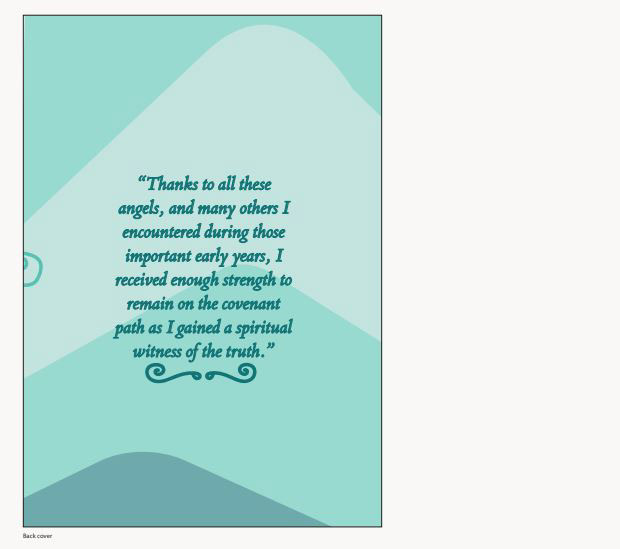 “Thanks to all these
angels, and many others I
encountered during those
important early years, I
received enough strength to
remain on the covenant
path as I gained a spiritual
witness of the truth.”
Back cover